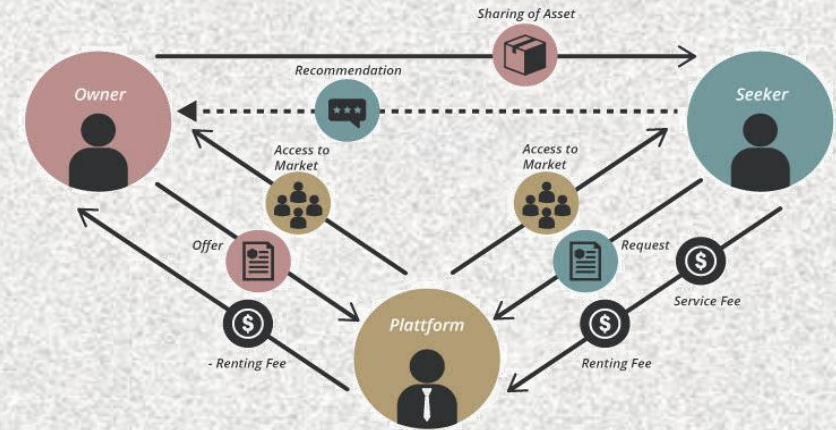 Sharing of Asset
Recommendation
Owner
Seeker
Access to
Market
Access to
Market
Offer
Request
Service Fee
Plattform
- Renting Fee
Renting Fee